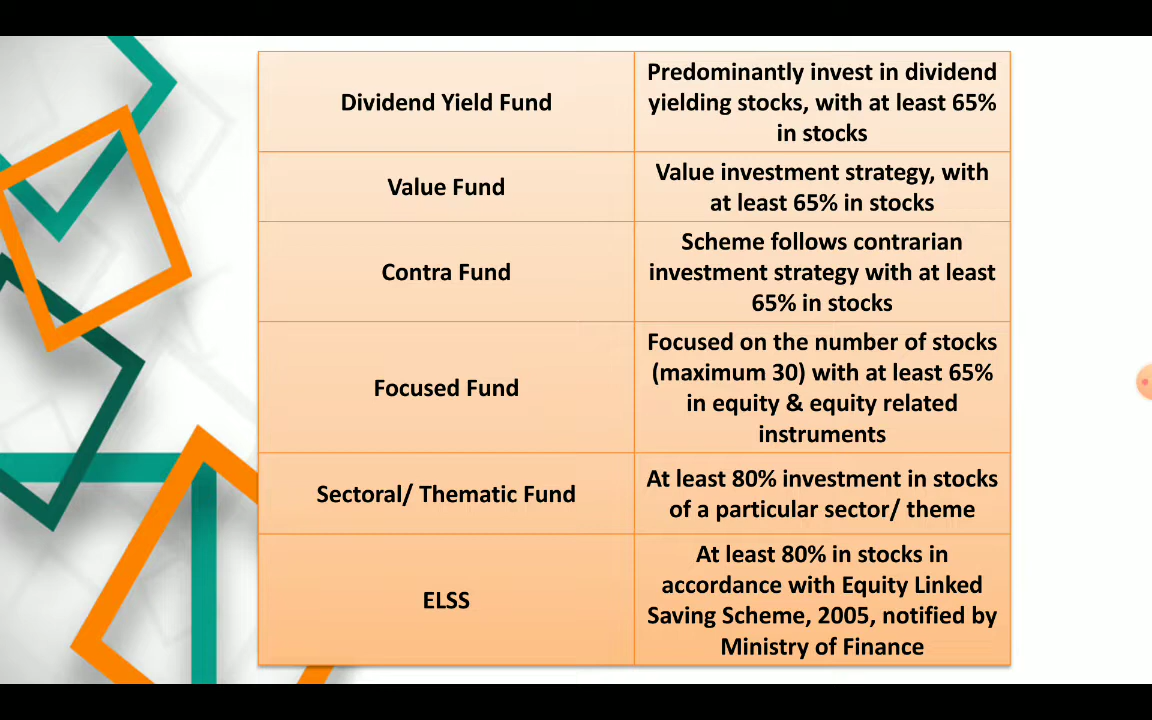 Dividend Yield Fund
Predominantly invest in dividend
yielding stocks, with at least 65%
in stocks
Value Fund
Value investment strategy, with
at least 65% in stocks
Contra Fund
Scheme follows contrarian
investment strategy with at least
65% in stocks
Focused Fund
Focused on the number of stocks
(maximum 30) with at least 65%
in equity & equity related
instruments
Sectoral/ Thematic Fund
At least 80% investment in stocks
of a particular sector/ theme
ELSS
At least 80% in stocks in
accordance with Equity Linked
Saving Scheme, 2005, notified by
Ministry of Finance